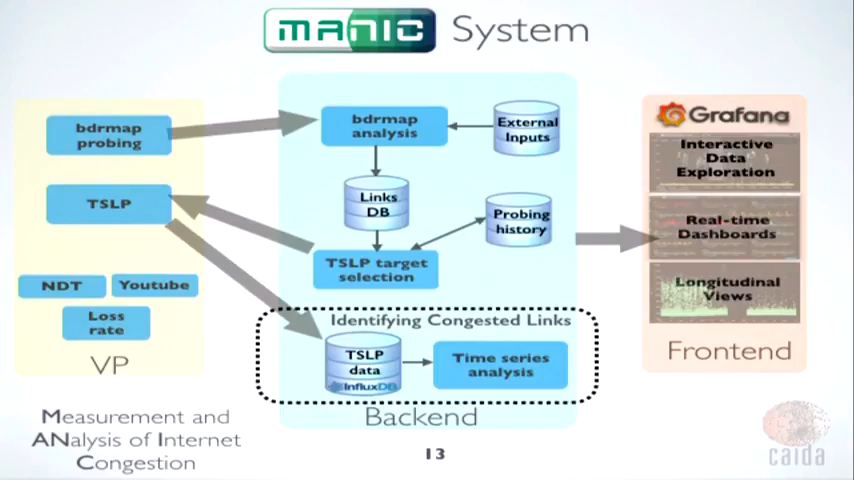 MANIC System
bdrmap
probing
TSLP
NDT
Youtube
Loss
rate
VP
bdrmap
analysis
External
Inputs
Links
DB
Probing
history
TSLP target
selection
Identifying Congested Links
TSLP
data
InfluxDB
Time series
analysis
Backend
Grafana
Interactive
Data
Exploration
Real-time
Dashboards
Longitudinal
Views
Frontend
Measurement and
ANalysis of Internet
Congestion
13
caida